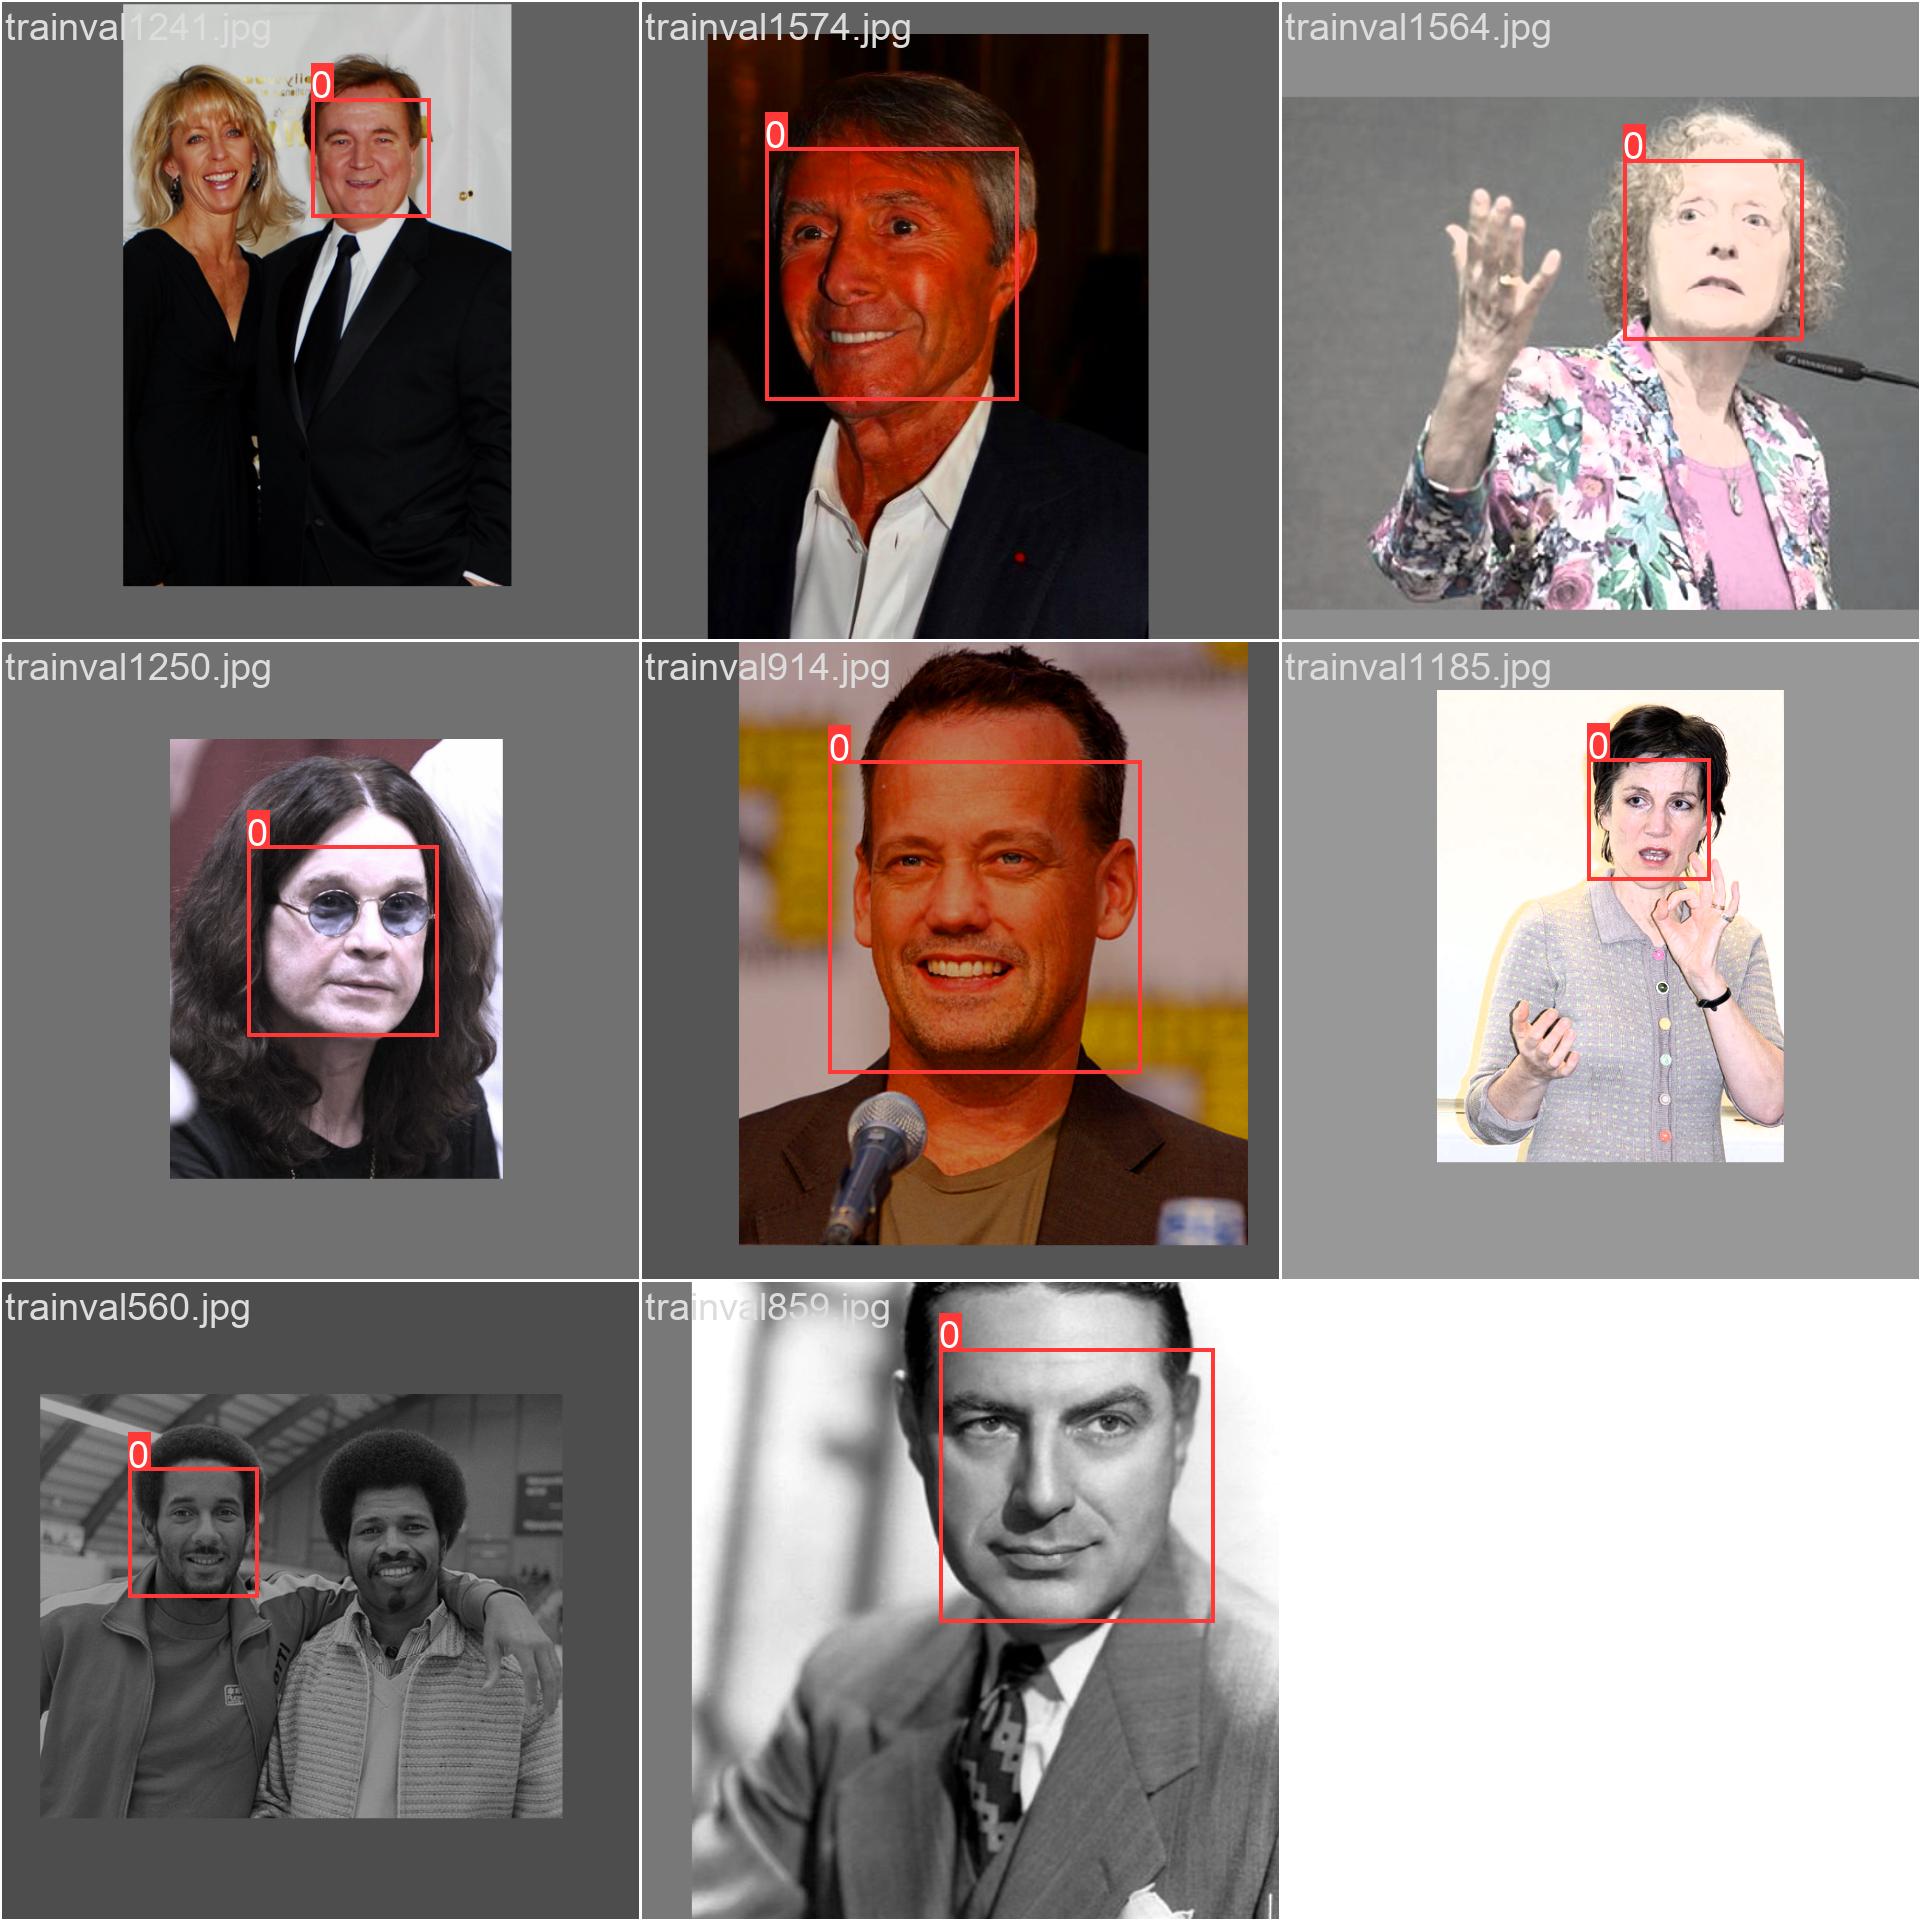 trainval1241.jpg
trainval1574.jpg
trainval1564.jpg
0
0
0
SENNHEISER
trainval1250.jpg
trainval914.jpg
trainval1185.jpg
0
0
0
trainval560.jpg
trainval859.jpg
0
0